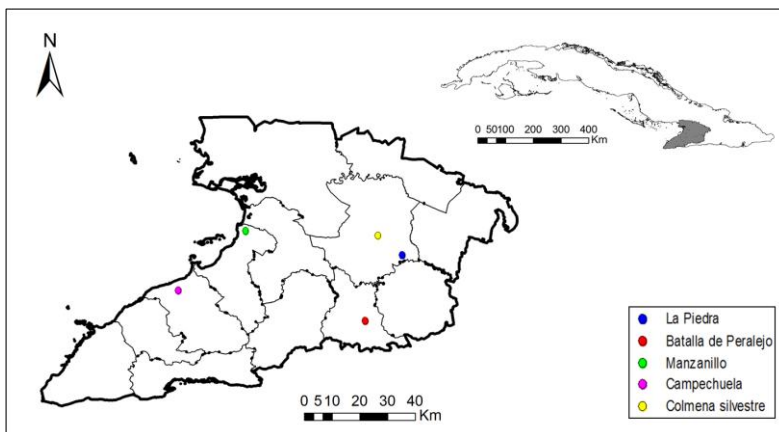 N
0 50100 200 300 400
Km
0 510 20 30 40
Km
La Piedra
Batalla de Peralejo
Manzanillo
Campechuela
Colmena silvestre